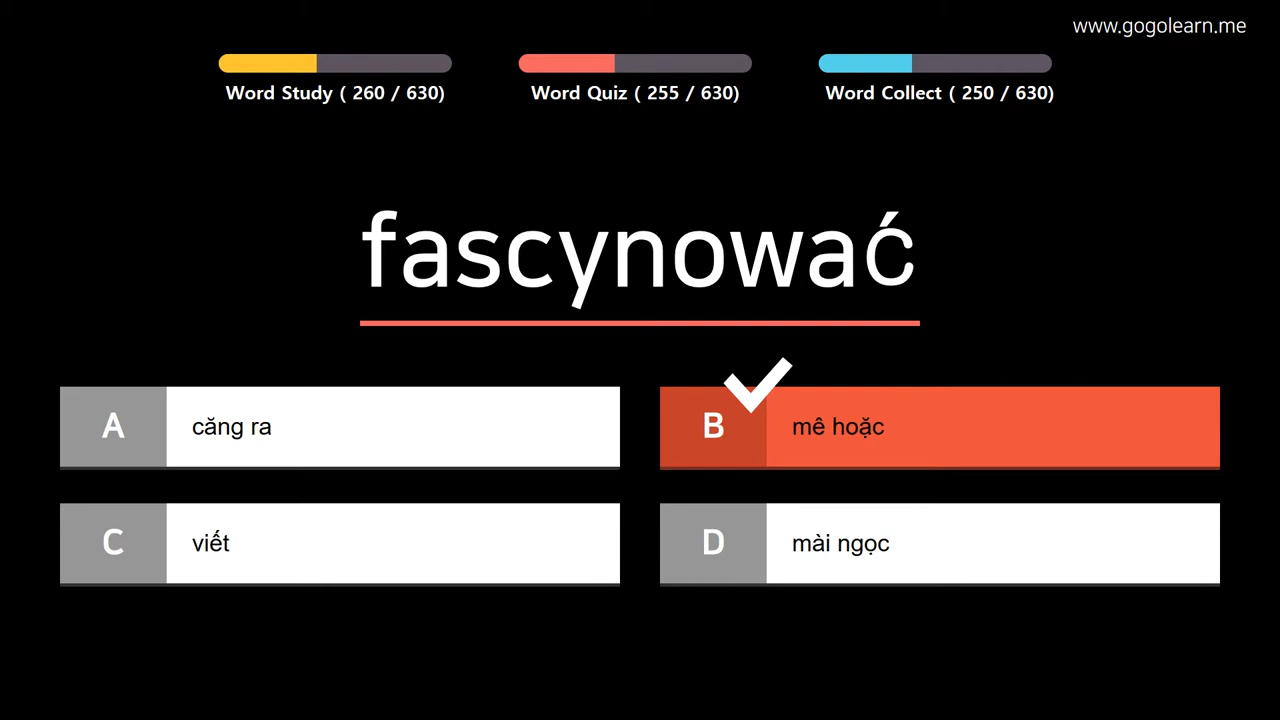 www.gogolearn.me
Word Study ( 260 / 630)
Word Quiz ( 255 / 630)
Word Collect ( 250 / 630)
fascynować
A
căng ra
B
mê hoặc
C
viết
D
mài ngọc